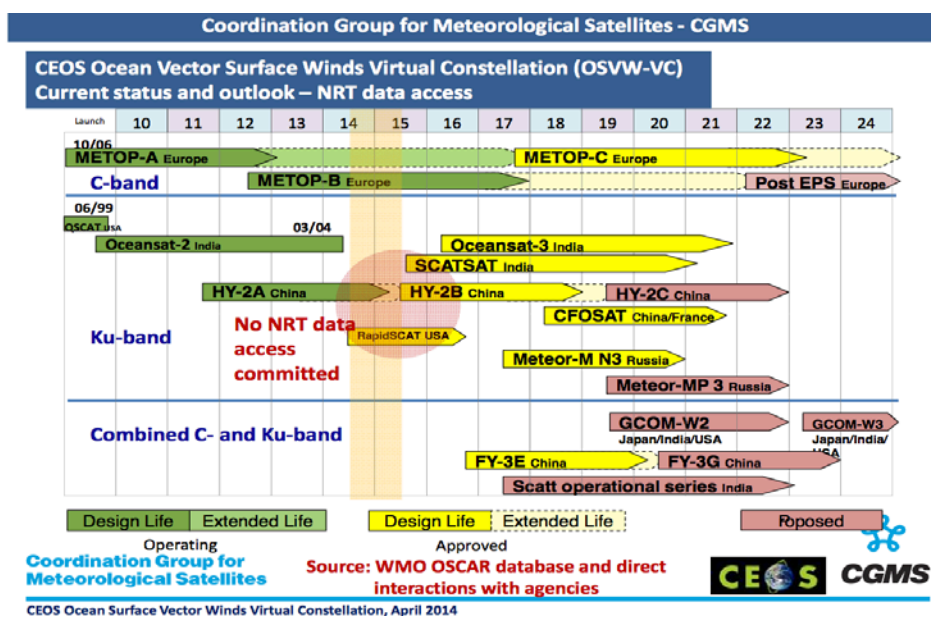 Coordination Group for Meteorological Satellites - CGMS
CEOS Ocean Vector Surface Winds Virtual Constellation (OSVW-VC)
Current status and outlook – NRT data access
Launch 10 11 12 13 14 15 16 17 18 19 20 21 22 23 24
10/06
METOP-A Europe METOP-C Europe
C-band METOP-B Europe Post EPS Europe
06/99
QSCAT USA 03/04
Oceansat-2 India Oceansat-3 India
SCATSAT India
HY-2A China HY-2B China HY-2C China
CFOSAT China/France
Ku-band
No NRT data
access
committed
RapidSCAT USA
Meteor-M N3 Russia
Meteor-MP 3 Russia
Combined C- and Ku-band
GCOM-W2 GCOM-W3
Japan/India/USA Japan/India/
USA
FY-3E China FY-3G China
Scatt operational series India
Design Life Extended Life Design Life Extended Life Roposed
Operating Approved
Coordination Group for
Meteorological Satellites
Source: WMO OSCAR database and direct
interactions with agencies
CEOS CGMS
CEOS Ocean Surface Vector Winds Virtual Constellation, April 2014